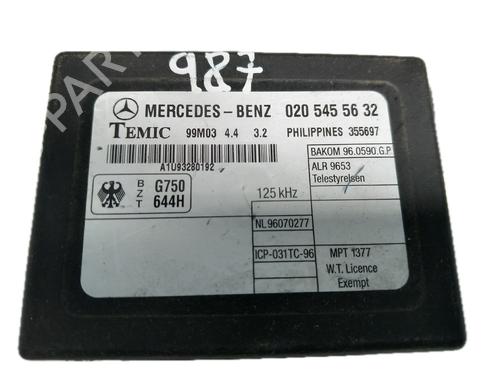 987
MERCEDES-BENZ 020 545 56 32
TEMIC 99M03 4.4 3.2 PHILIPPINES 355697
BAKOM 96.0590.G.P
A1U93280192
ALR 9653
Telestyrelsen
BZT G750 644H
125 kHz
NL96070277
ICP-031TC-96
MPT 1377
W.T. Licence
Exempt